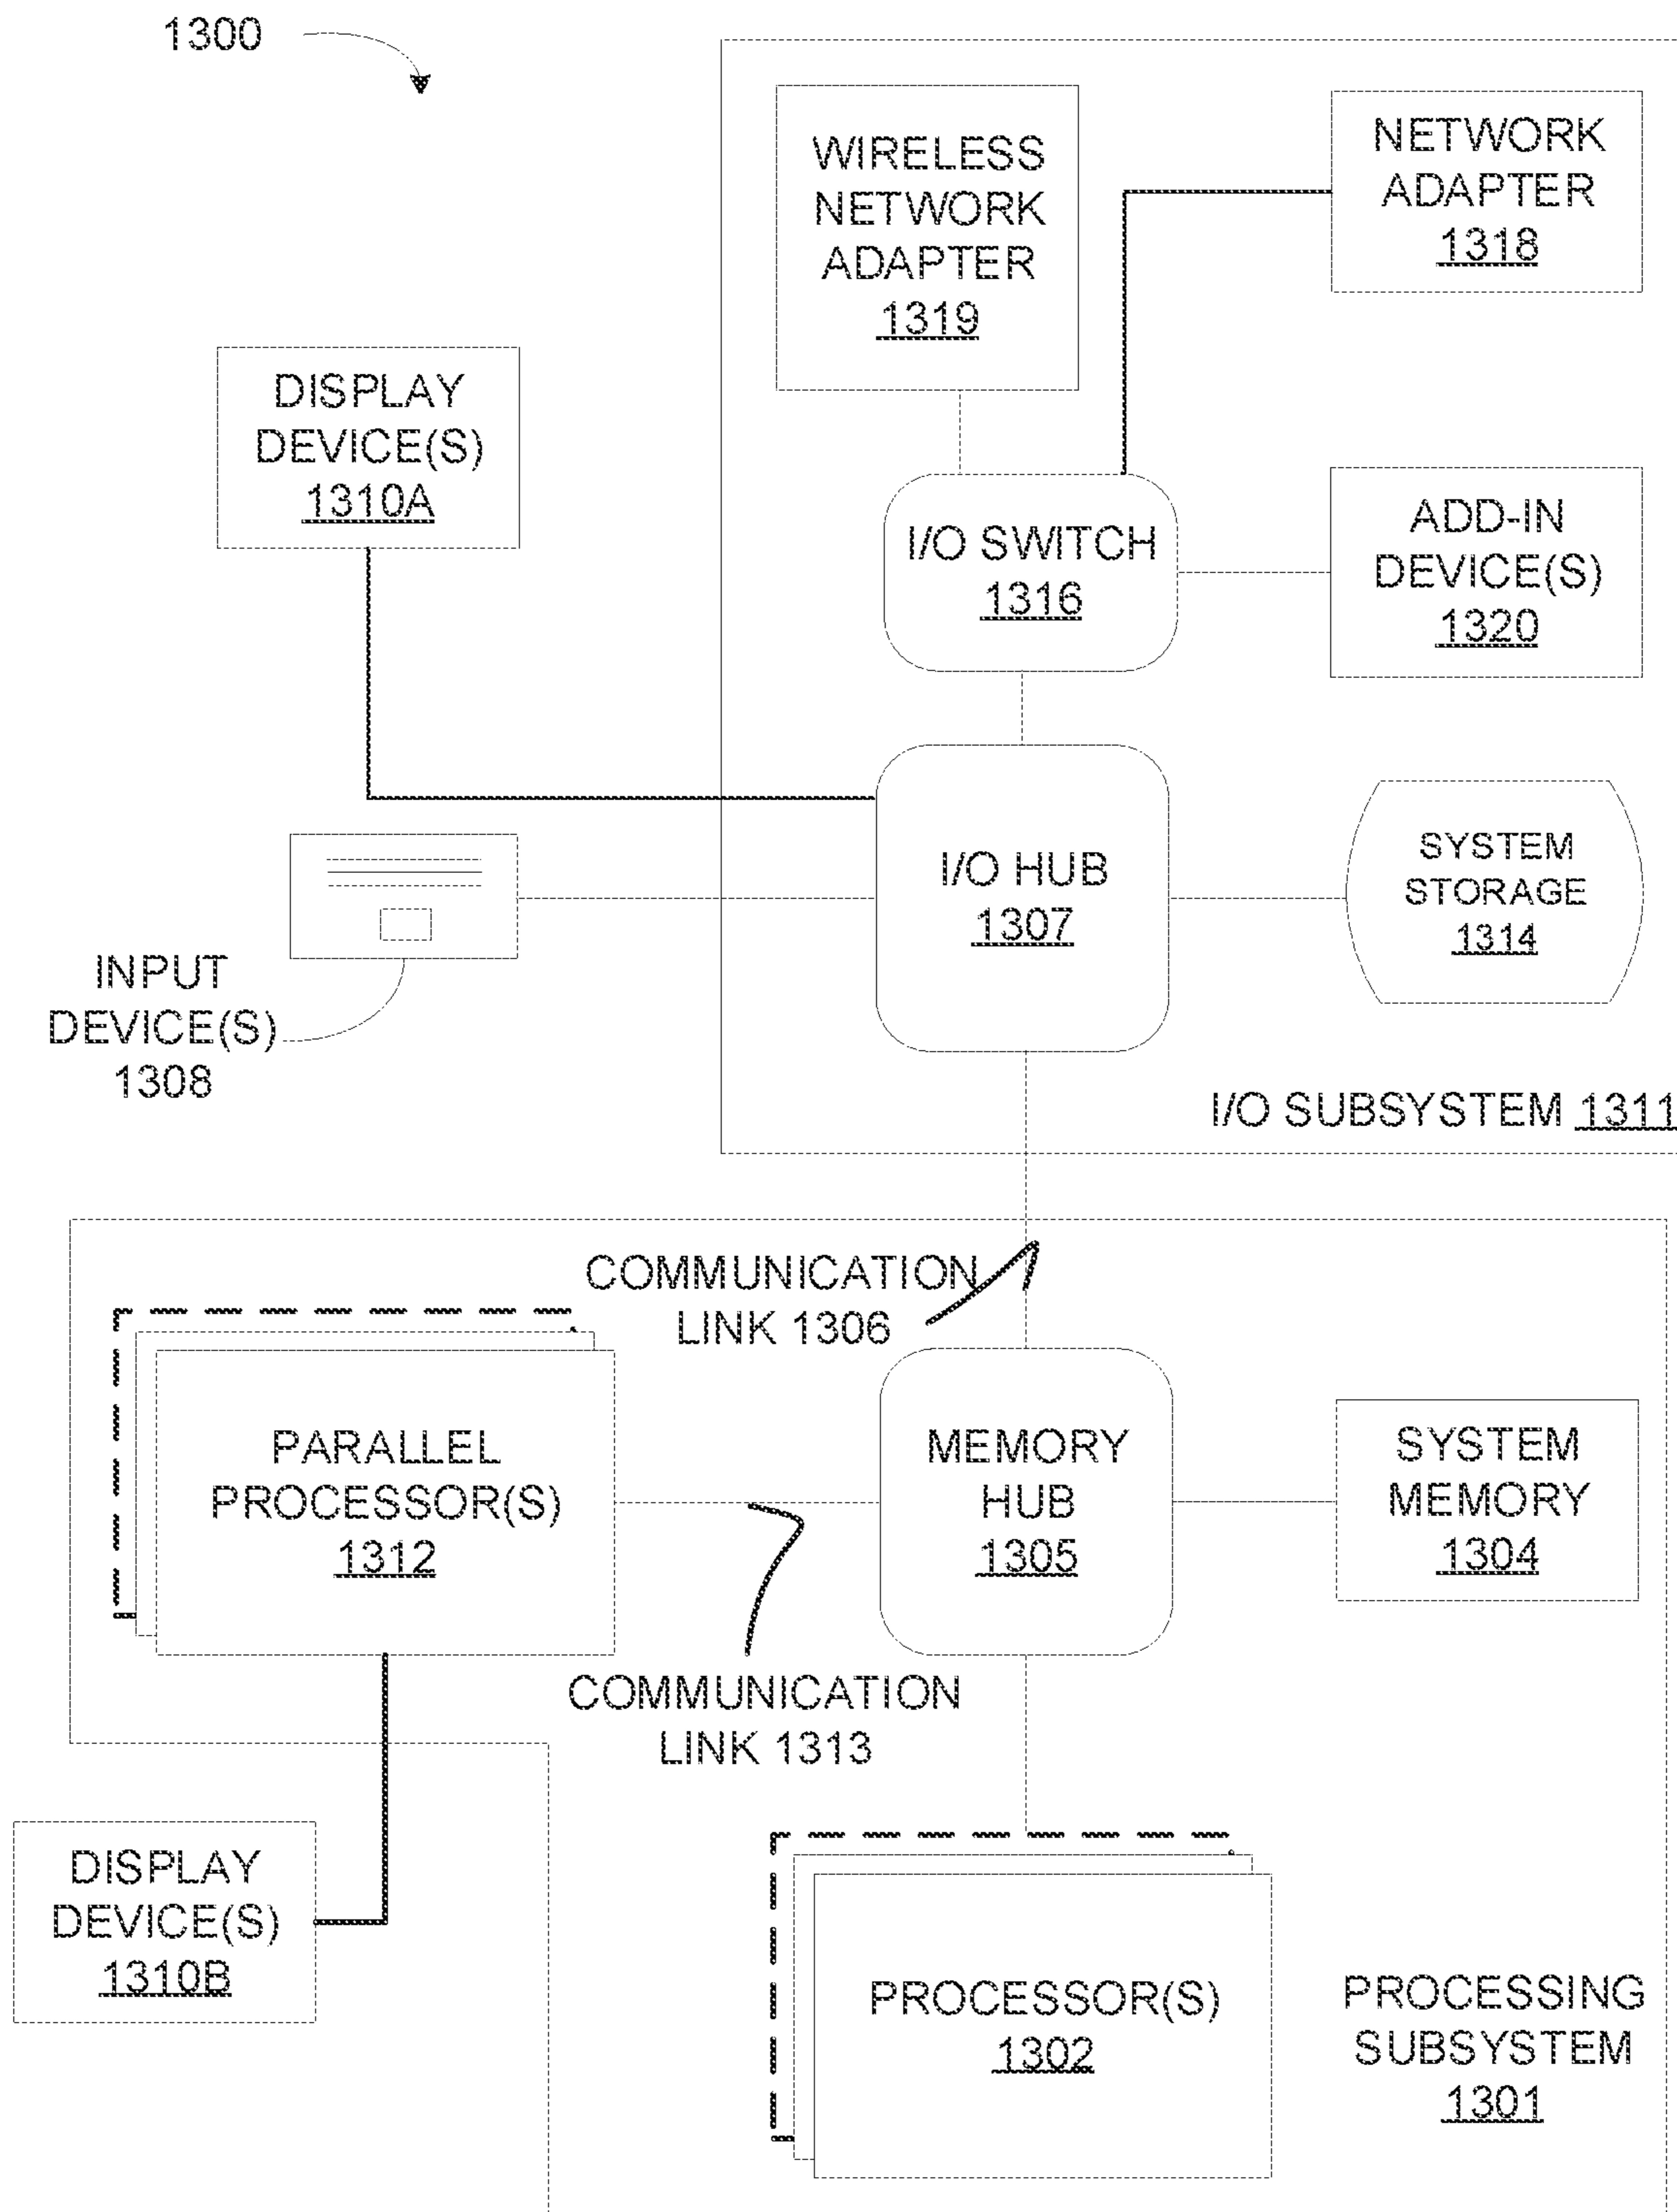 1300
WIRELESS
NETWORK
ADAPTER
1319
NETWORK
ADAPTER
1318
DISPLAY
DEVICE(S)
1310A
I/O SWITCH
1316
ADD-IN
DEVICE(S)
1320
I/O HUB
1307
SYSTEM
STORAGE
1314
INPUT
DEVICE(S)
1308
I/O SUBSYSTEM 1311
COMMUNICATION
LINK 1306
PARALLEL
PROCESSOR(S)
1312
MEMORY
HUB
1305
SYSTEM
MEMORY
1304
COMMUNICATION
LINK 1313
DISPLAY
DEVICE(S)
1310B
PROCESSOR(S)
1302
PROCESSING
SUBSYSTEM
1301